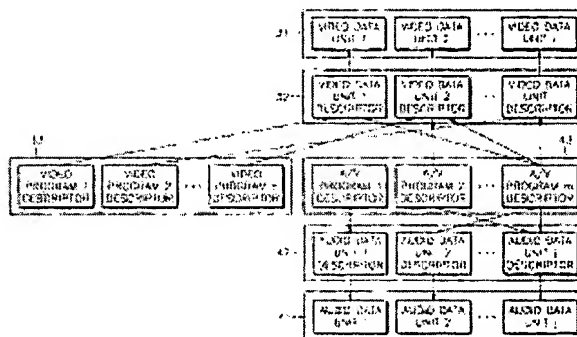 VIDEO DATA UNIT 1
VIDEO DATA UNIT 2
...
VIDEO DATA UNIT
VIDEO DATA UNIT 1 DESCRIPTOR
VIDEO DATA UNIT 2 DESCRIPTOR
...
VIDEO DATA UNIT DESCRIPTOR
VIDEO PROGRAM 1 DESCRIPTOR
VIDEO PROGRAM 2 DESCRIPTOR
...
VIDEO PROGRAM DESCRIPTOR
A/V PROGRAM 1 DESCRIPTOR
A/V PROGRAM 2 DESCRIPTOR
...
A/V PROGRAM m DESCRIPTOR
AUDIO DATA UNIT 1 DESCRIPTOR
AUDIO DATA UNIT 2 DESCRIPTOR
...
AUDIO DATA UNIT DESCRIPTOR
AUDIO DATA UNIT 1
AUDIO DATA UNIT 2
...
AUDIO DATA UNIT